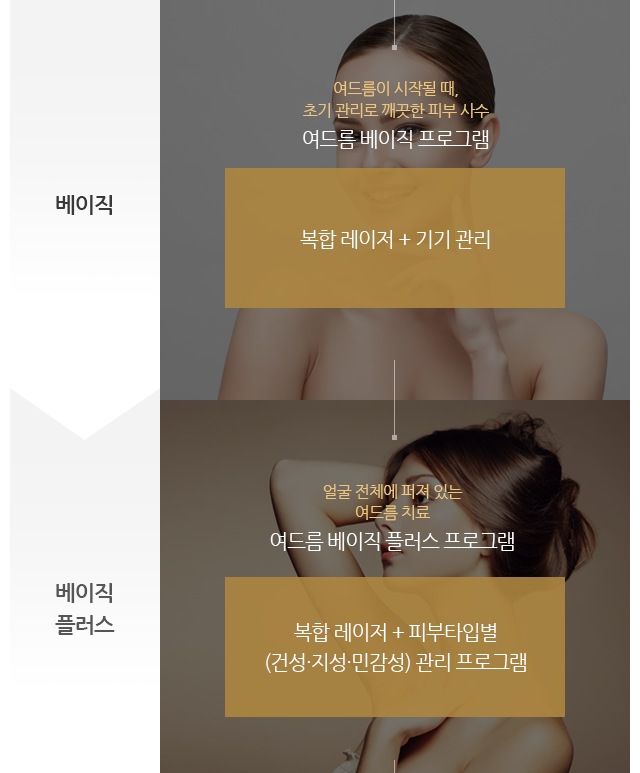 베이직
여드름이 시작될 때,
초기 관리로 깨끗한 피부 사수
여드름 베이직 프로그램
복합 레이저 + 기기 관리
베이직
플러스
얼굴 전체에 퍼져 있는
여드름 치료
여드름 베이직 플러스 프로그램
복합 레이저 + 피부타입별
(건성·지성·민감성) 관리 프로그램